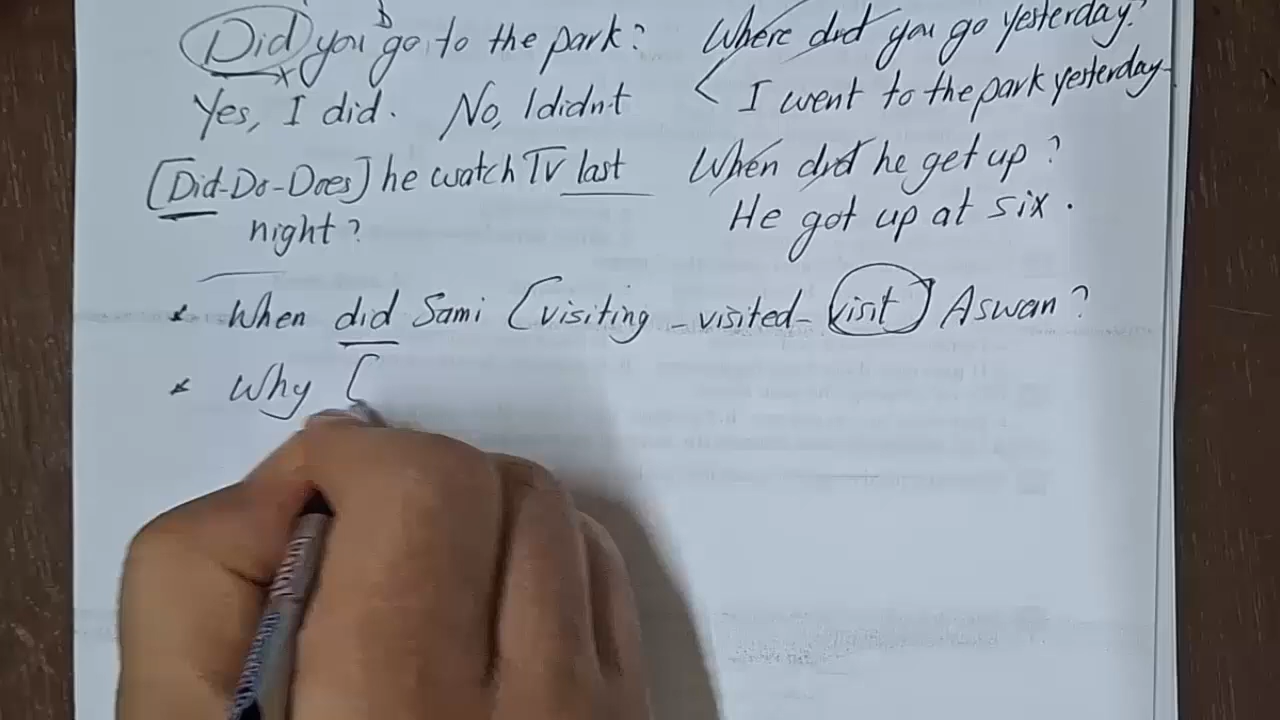 Did you go to the park?
Yes, I did. No, I didn't
[Did-Do-Does] he watch TV last
night?
Where did you go yesterday?
I went to the park yesterday
When did he get up?
He got up at six.
* When did Sami [visiting - visited - visit] Aswan?
* Why [